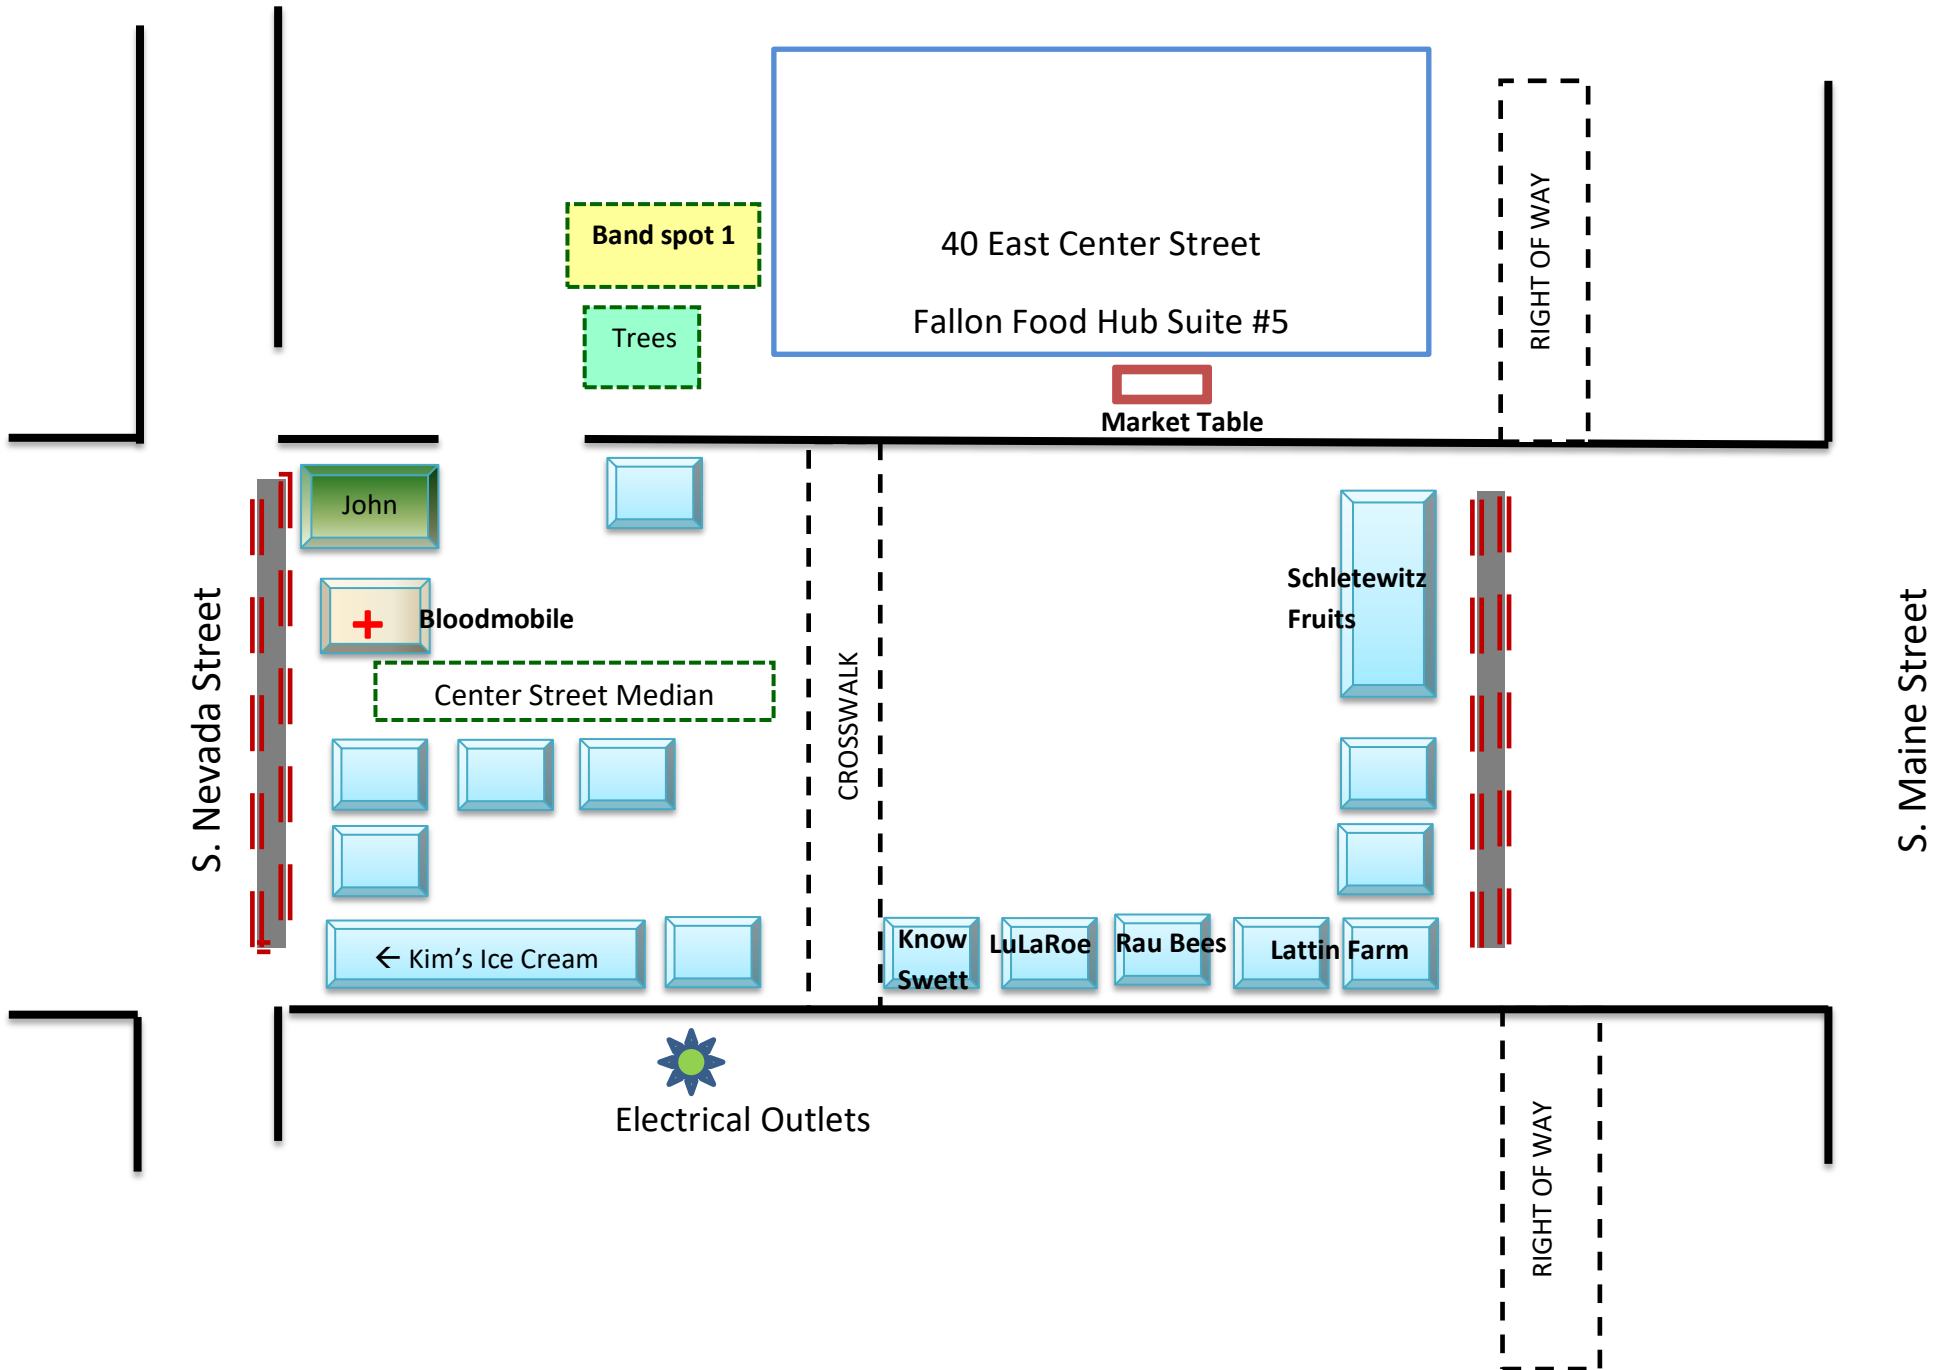 Band spot 1
Trees
40 East Center Street
Fallon Food Hub Suite #5
RIGHT OF WAY
Market Table
John
Bloodmobile
Center Street Median
S. Nevada Street
CROSSWALK
Schletewitz
Fruits
S. Maine Street
← Kim's Ice Cream
Know
Swett
LuLaRoe
Rau Bees
Lattin Farm
Electrical Outlets
RIGHT OF WAY